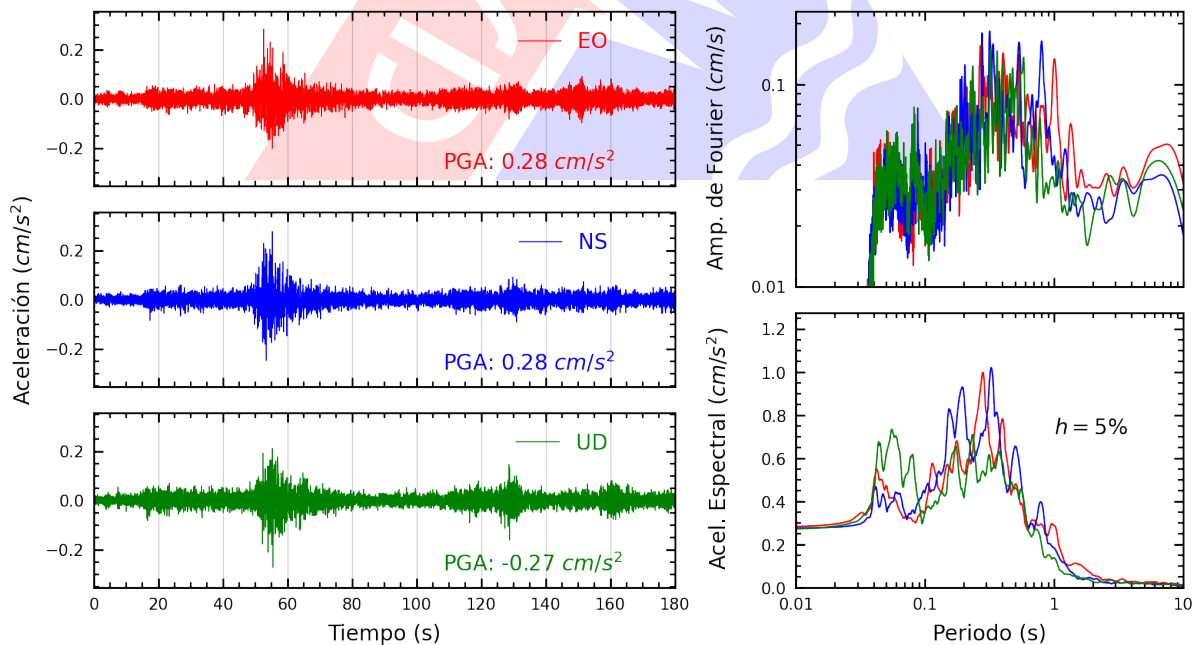 Aceleración (cm/s²)
0.2
0.0
−0.2
EO
PGA: 0.28 cm/s²
0.2
0.0
−0.2
NS
PGA: 0.28 cm/s²
0.2
0.0
−0.2
UD
PGA: -0.27 cm/s²
0 20 40 60 80 100 120 140 160 180
Tiempo (s)
Amp. de Fourier (cm/s)
0.1
0.01
Acel. Espectral (cm/s²)
1.2
1.0
0.8
0.6
0.4
0.2
0.0
h = 5%
0.01 0.1 1 10
Periodo (s)